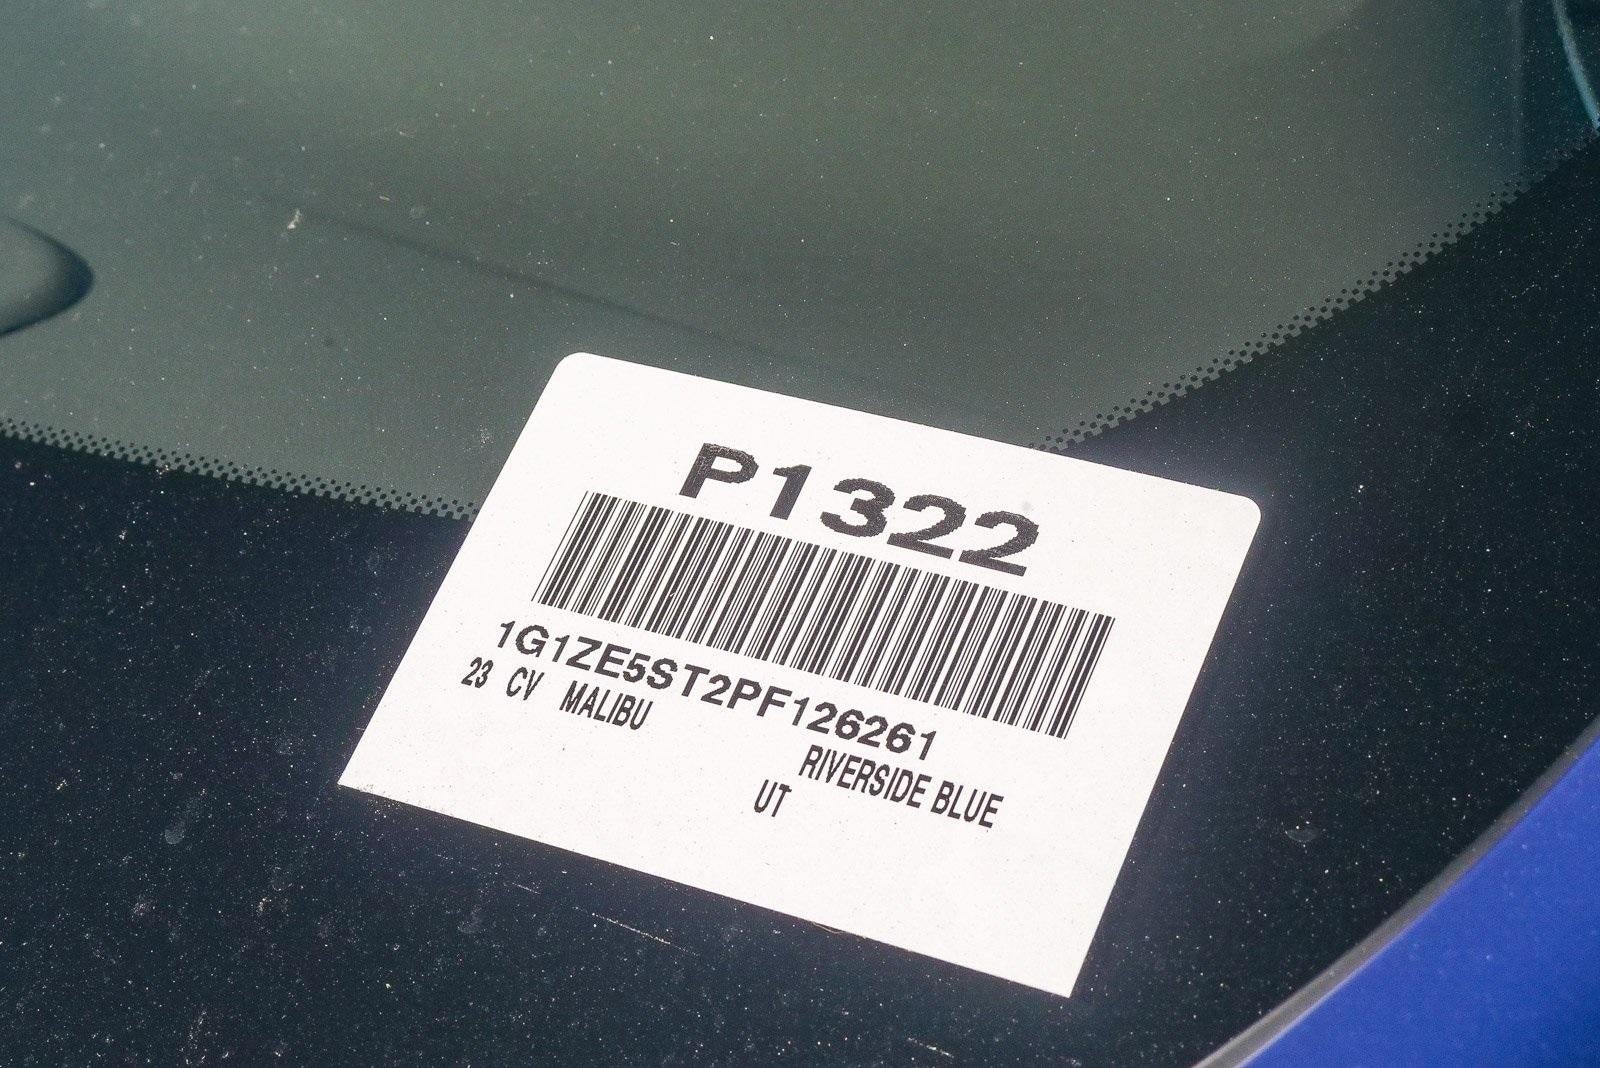 P1322
1G1ZE5ST2PF126261
23 CV MALIBU
RIVERSIDE BLUE
UT